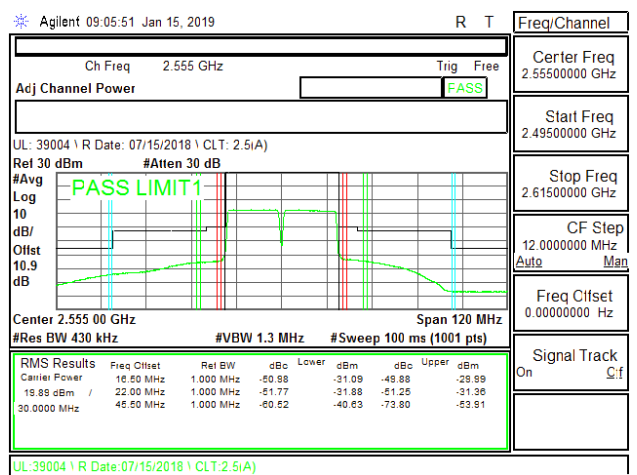 Agilent 09:05:51 Jan 15, 2019 R T
Freq/Channel
Ch Freq 2.555 GHz Trig Free
Adj Channel Power PASS
Center Freq
2.55500000 GHz
Start Freq
2.49500000 GHz
Stop Freq
2.61500000 GHz
CF Step
12.0000000 MHz
Auto Man
Freq Offset
0.00000000 Hz
Signal Track
On Off
UL: 39004 \ R Date: 07/15/2018 \ CLT: 2.5(A)
Ref 30 dBm #Atten 30 dB
#Avg
Log
10
dB/
Offst
10.9
dB
PASS LIMIT1
Center 2.555 00 GHz Span 120 MHz
#Res BW 430 kHz #VBW 1.3 MHz #Sweep 100 ms (1001 pts)
RMS Results Freq Offset Ref BW dBc Lower dBm dBc Upper dBm
Carrier Power 16.50 MHz 1.000 MHz -50.98 -31.09 -49.88 -29.99
19.89 dBm / 22.00 MHz 1.000 MHz -51.77 -31.88 -51.25 -31.36
30.0000 MHz 45.50 MHz 1.000 MHz -60.52 -40.63 -73.80 -53.91
UL:39004 \ R Date:07/15/2018 \ CLT:2.5(A)